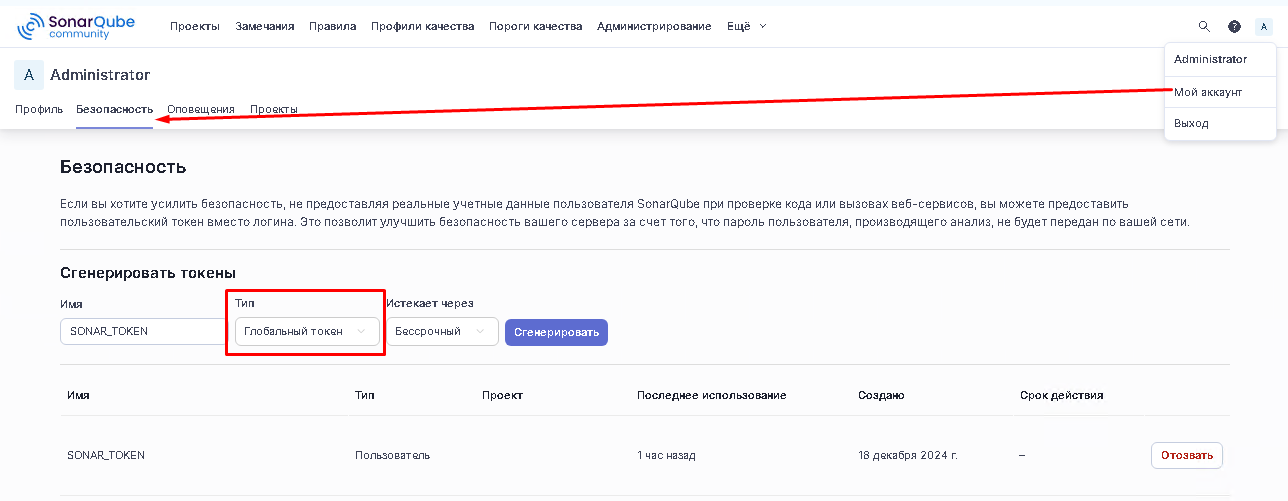 SonarQube community Проекты Замечания Правила Профили качества Пороги качества Администрирование Ещё ? A
Administrator
Мой аккаунт
Выход
A Administrator
Профиль Безопасность Оповещения Проекты
Безопасность
Если вы хотите усилить безопасность, не предоставляя реальные учетные данные пользователя SonarQube при проверке кода или вызовах веб-сервисов, вы можете предоставить
пользовательский токен вместо логина. Это позволит улучшить безопасность вашего сервера за счет того, что пароль пользователя, производящего анализ, не будет передан по вашей сети.
Сгенерировать токены
Имя Тип Истекает через
SONAR_TOKEN Глобальный токен Бессрочный Сгенерировать
Имя Тип Проект Последнее использование Создано Срок действия
SONAR_TOKEN Пользователь 1 час назад 18 декабря 2024 г. – Отозвать